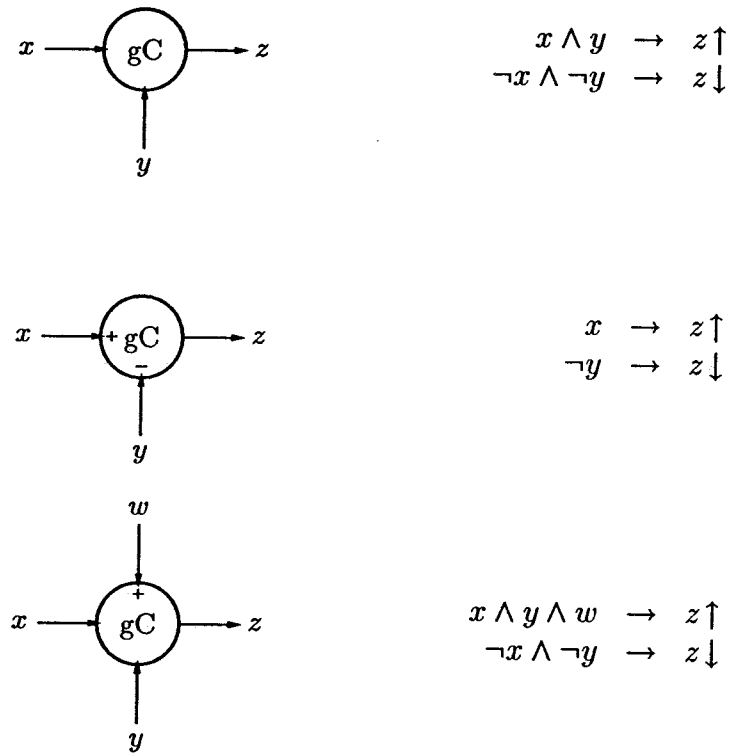 x gC z x ∧ y → z↑
¬x ∧ ¬y → z↓
y
x + gC z x → z↑
− ¬y → z↓
y
w
+
x gC z x ∧ y ∧ w → z↑
¬x ∧ ¬y → z↓
y